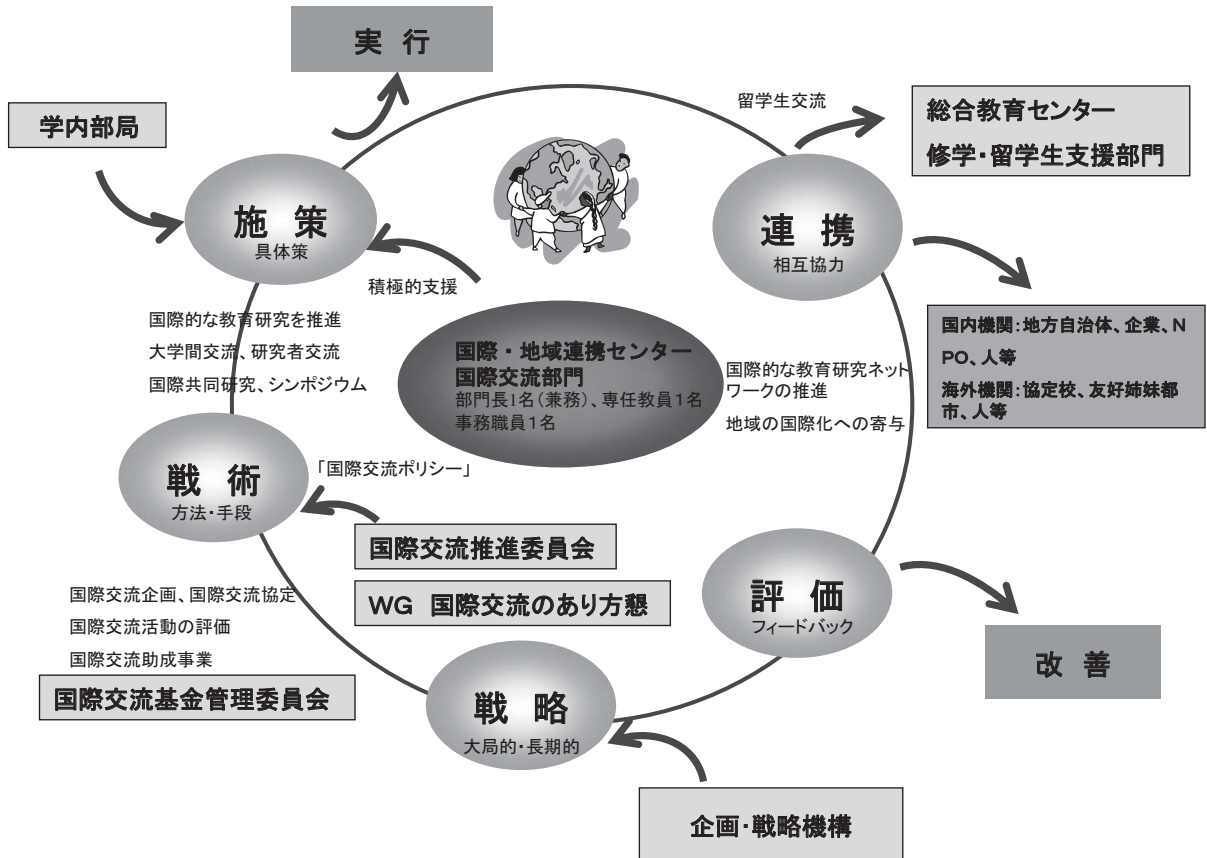 実 行
留学生交流
総合教育センター
修学・留学生支援部門
学内部局
施 策
具体策
連 携
相互協力
積極的支援
国際的な教育研究を推進
大学間交流、研究者交流
国際共同研究、シンポジウム
国際・地域連携センター
国際交流部門
部門長1名(兼務)、専任教員1名
事務職員1名
国際的な教育研究ネット
ワークの推進
地域の国際化への寄与
国内機関:地方自治体、企業、N
PO、人等
海外機関:協定校、友好姉妹都
市、人等
戦 術
方法・手段
「国際交流ポリシー」
国際交流推進委員会
WG 国際交流のあり方懇
評 価
フィードバック
改 善
国際交流企画、国際交流協定
国際交流活動の評価
国際交流助成事業
国際交流基金管理委員会
戦 略
大局的・長期的
企画・戦略機構